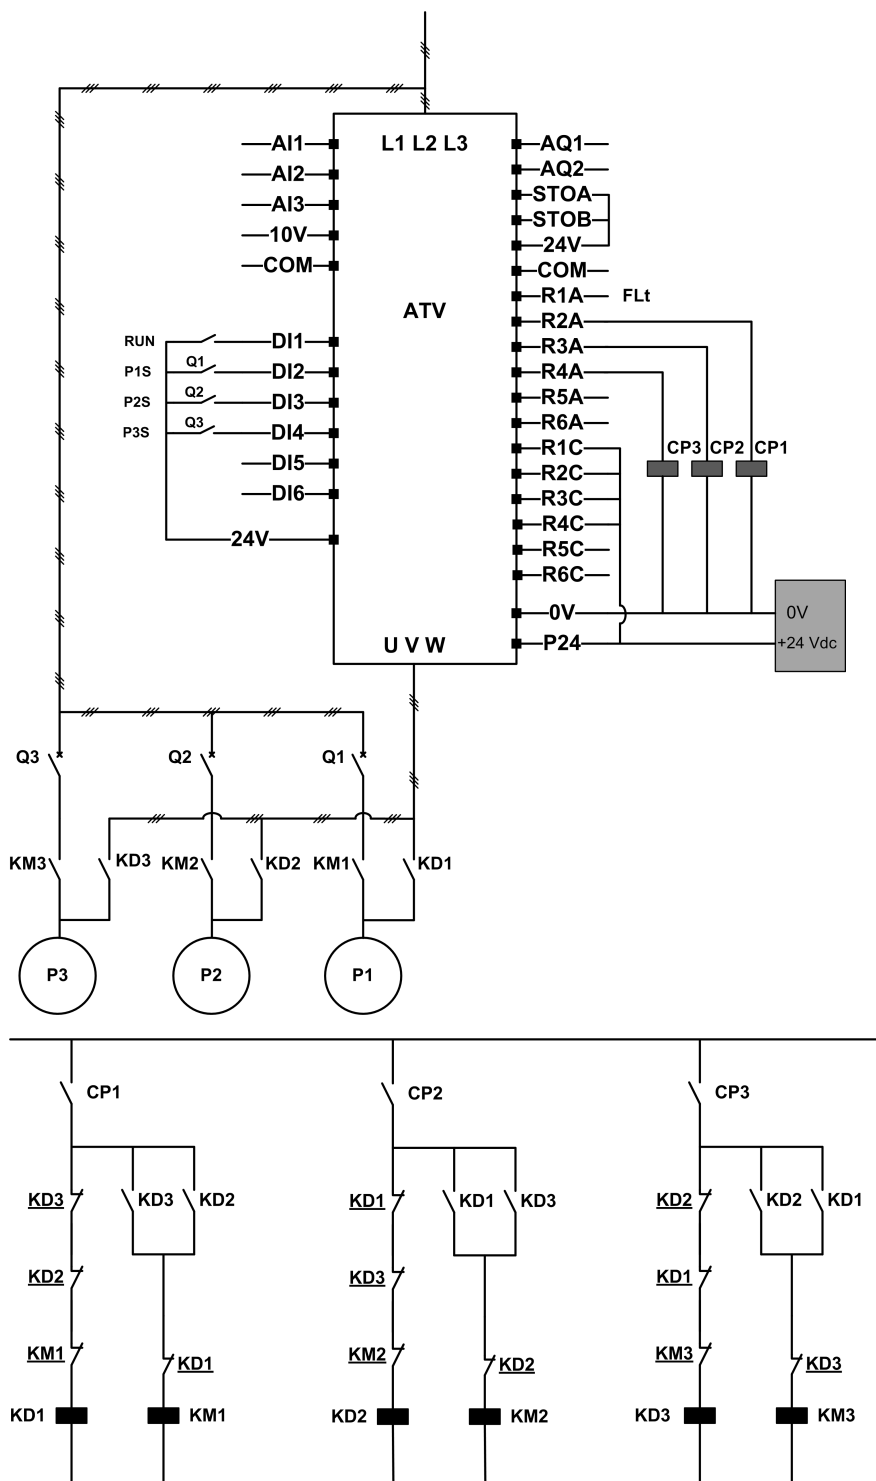 L1 L2 L3
AI1
AI2
AI3
10V
COM
AQ1
AQ2
STOA
STOB
24V
COM
ATV
R1A FLt
R2A
R3A
R4A
R5A
R6A
R1C
R2C
R3C
R4C
R5C
R6C
RUN DI1
P1S Q1 DI2
P2S Q2 DI3
P3S Q3 DI4
DI5
DI6
24V
CP3 CP2 CP1
0V
P24
0V
+24 Vdc
U V W
Q3 Q2 Q1
KM3 KD3 KM2 KD2 KM1 KD1
P3 P2 P1
CP1 CP2 CP3
KD3 KD3 KD2 KD1 KD1 KD3 KD2 KD2 KD1
KD2 KD3 KD1
KM1 KD1 KM2 KD2 KM3 KD3
KD1 KM1 KD2 KM2 KD3 KM3